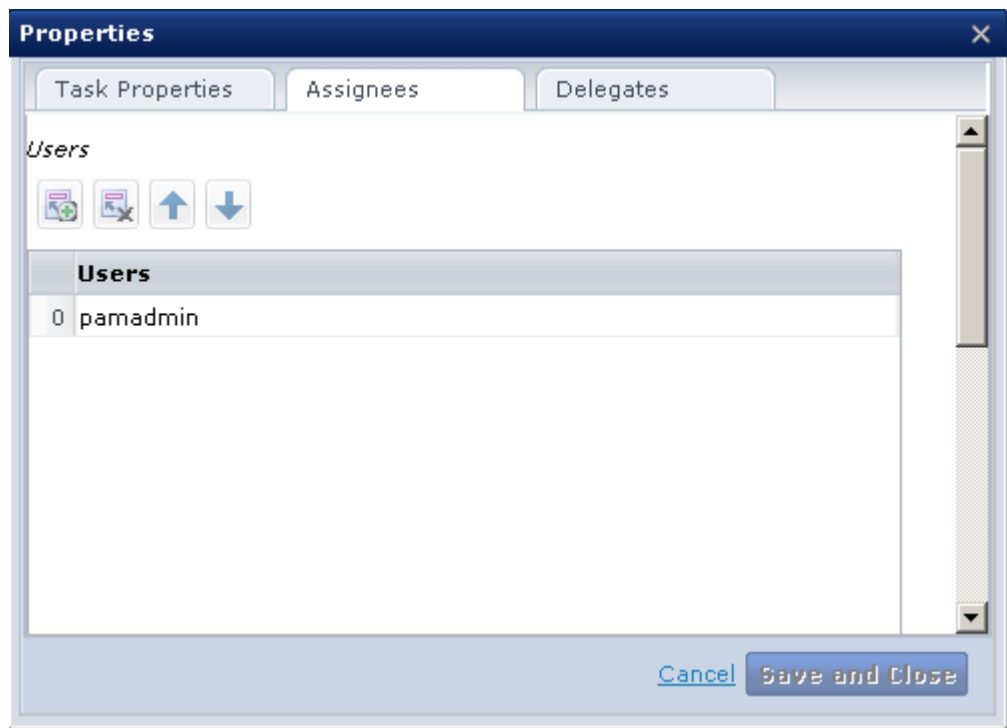 Properties
Task Properties Assignees Delegates
Users
Users
0 pamadmin
Cancel Save and Close